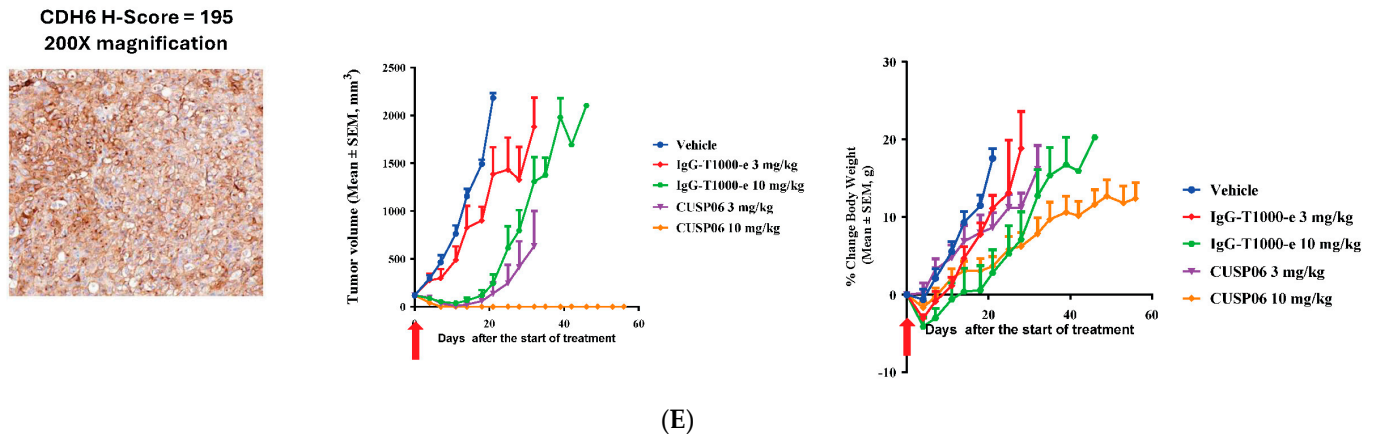 CDH6 H-Score = 195
200X magnification
Tumor volume (Mean ± SEM, mm³)
2500
2000
1500
1000
500
0
0
20
40
60
Days after the start of treatment
Vehicle
IgG-T1000-e 3 mg/kg
IgG-T1000-e 10 mg/kg
CUSP06 3 mg/kg
CUSP06 10 mg/kg
% Change Body Weight
(Mean ± SEM, g)
30
20
10
0
-10
20
40
60
Days after the start of treatment
Vehicle
IgG-T1000-e 3 mg/kg
IgG-T1000-e 10 mg/kg
CUSP06 3 mg/kg
CUSP06 10 mg/kg
(E)